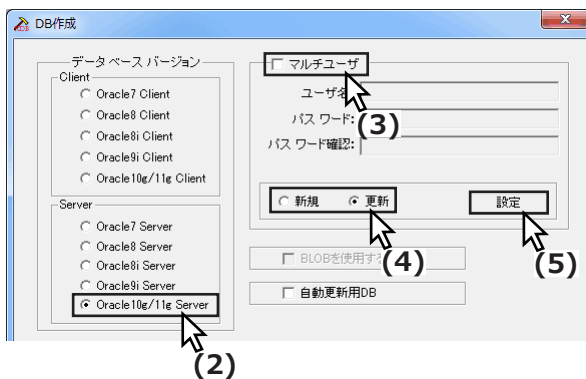 DB作成
データベース バージョン
Client
Oracle7 Client
Oracle8 Client
Oracle8i Client
Oracle9i Client
Oracle10g/11g Client
Server
Oracle7 Server
Oracle8 Server
Oracle8i Server
Oracle9i Server
Oracle10g/11g Server
(2)
マルチユーザ
ユーザ名
(3)
パスワード:
パスワード確認:
新規
更新
(4)
設定
(5)
BLOBを使用する
自動更新用DB